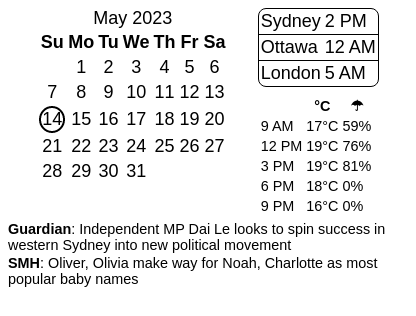 May 2023
Su Mo Tu We Th Fr Sa
1 2 3 4 5 6
7 8 9 10 11 12 13
14 15 16 17 18 19 20
21 22 23 24 25 26 27
28 29 30 31
Sydney 2 PM
Ottawa 12 AM
London 5 AM
°C ☂
9 AM 17°C 59%
12 PM 19°C 76%
3 PM 19°C 81%
6 PM 18°C 0%
9 PM 16°C 0%
Guardian: Independent MP Dai Le looks to spin success in
western Sydney into new political movement
SMH: Oliver, Olivia make way for Noah, Charlotte as most
popular baby names